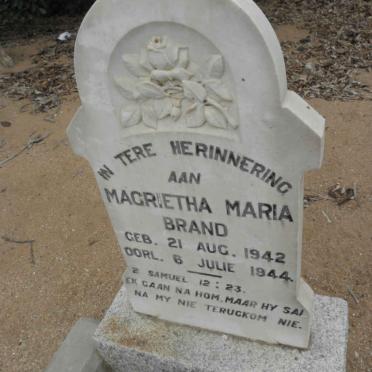 IN TERE HERINNERING
AAN
MAGRIETHA MARIA
BRAND
GEB. 21 AUG. 1942
OORL. 6 JULIE 1944.
2 SAMUEL 12:23.
EK GAAN NA HOM, MAAR HY SAL
NA MY NIE TERUGKOM NIE.